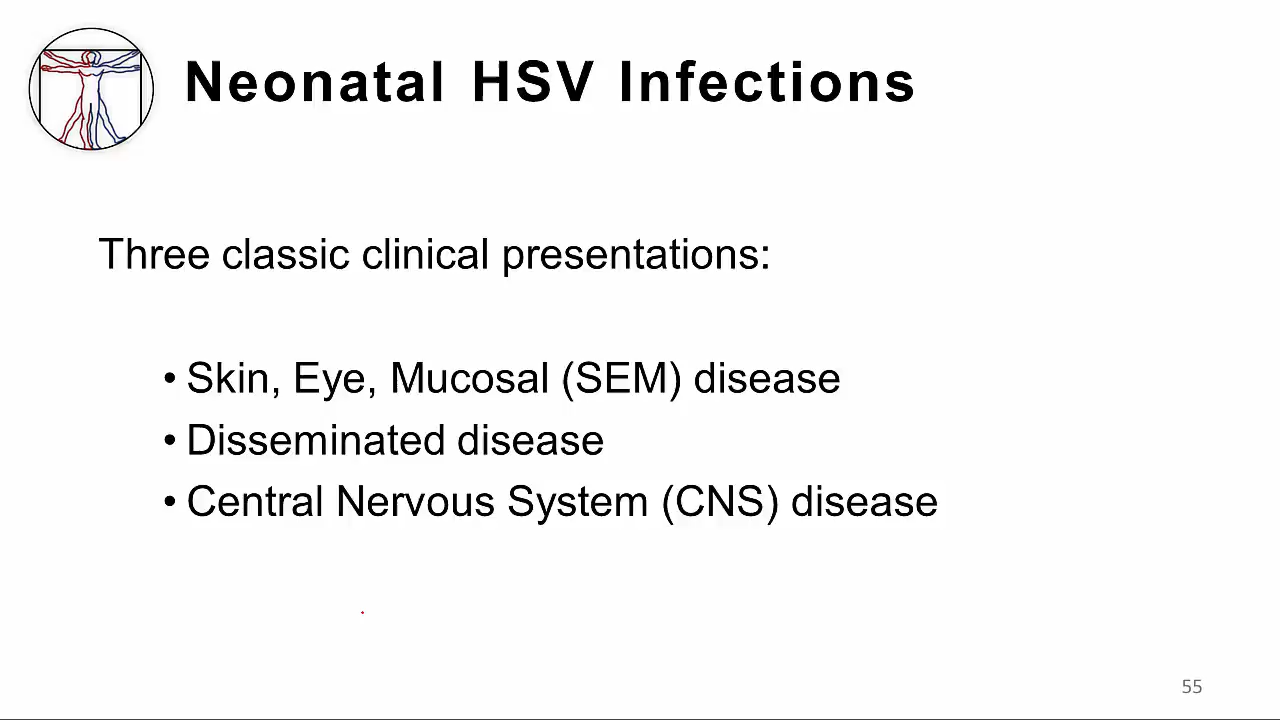 Neonatal HSV Infections
Three classic clinical presentations:
• Skin, Eye, Mucosal (SEM) disease
• Disseminated disease
• Central Nervous System (CNS) disease
55